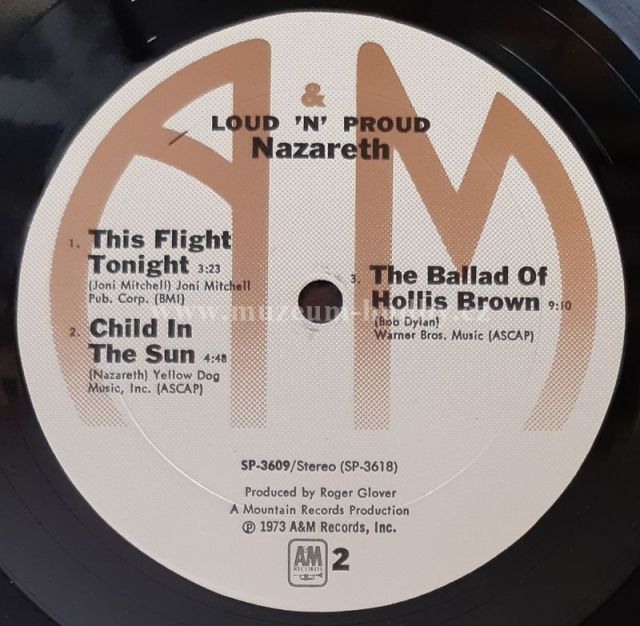 &
LOUD 'N' PROUD
Nazareth
1. This Flight
Tonight 3:23
(Joni Mitchell) Joni Mitchell
Pub. Corp. (BMI)
2. Child In
The Sun 4:48
(Nazareth) Yellow Dog
Music, Inc. (ASCAP)
3. The Ballad Of
Hollis Brown 9:10
(Bob Dylan)
Warner Bros. Music (ASCAP)
SP-3609/Stereo (SP-3618)
Produced by Roger Glover
A Mountain Records Production
℗ 1973 A&M Records, Inc.
A&M
RECORDS
2